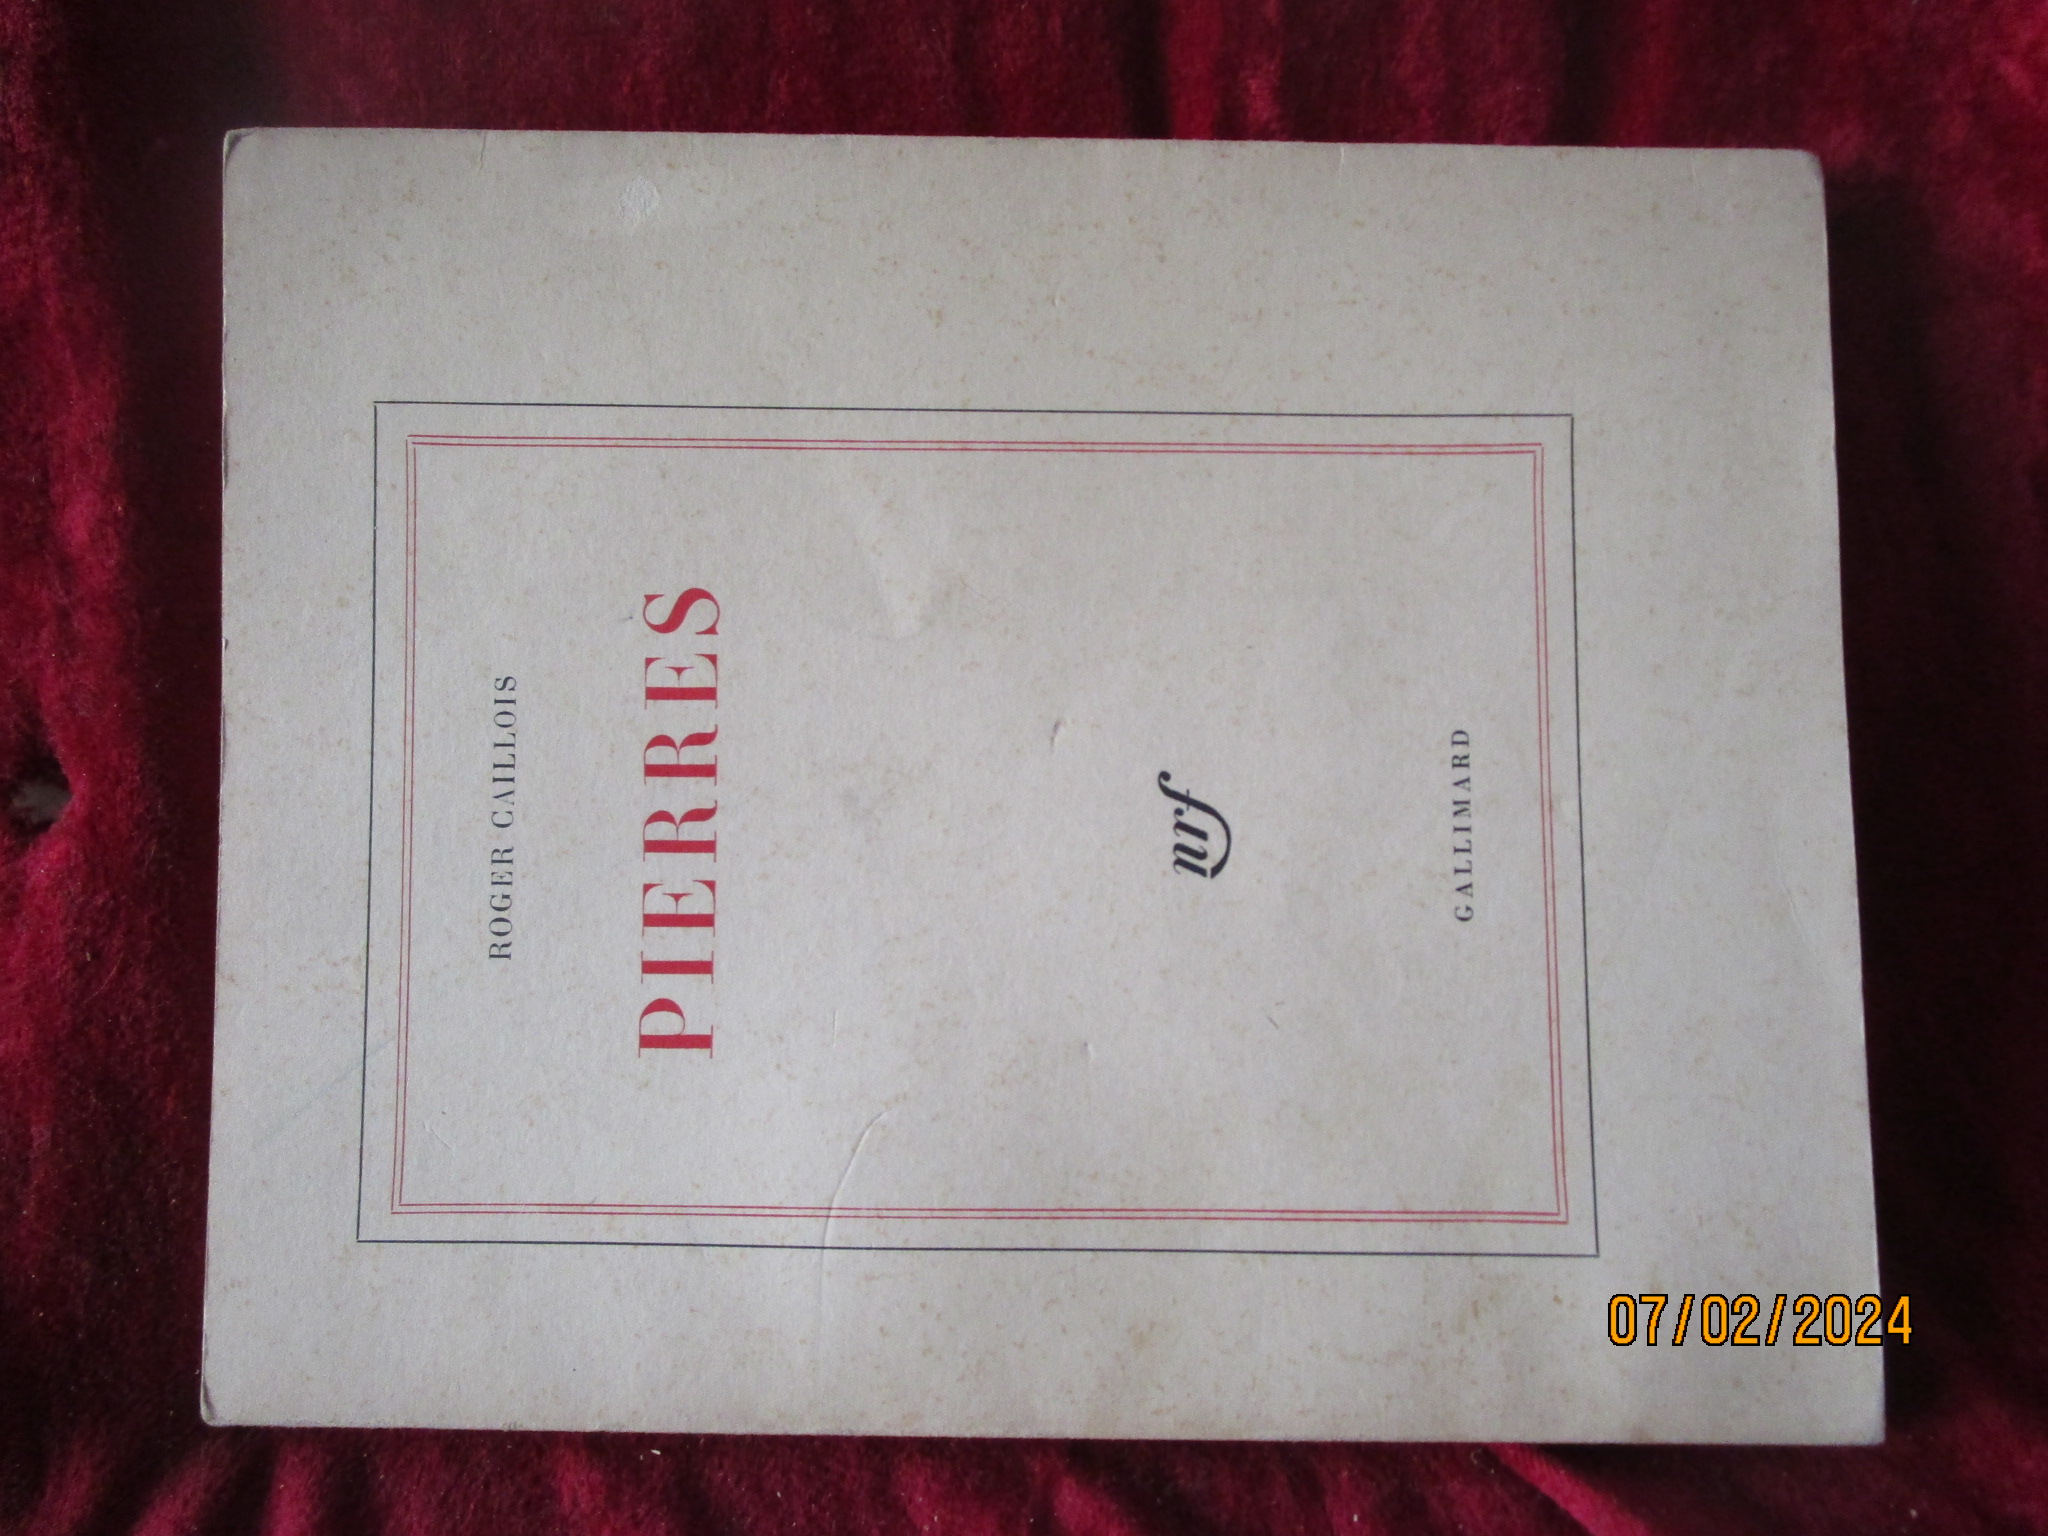 ROGER CAILLOIS
PIERRES
nrf
GALLIMARD
07/02/2024